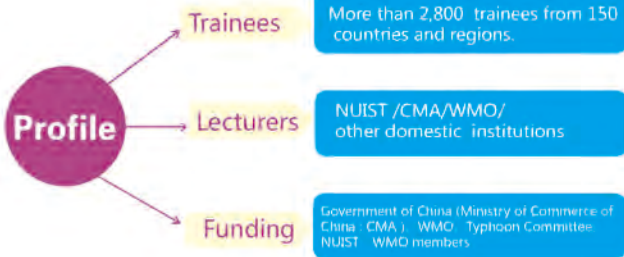 Profile
Trainees
More than 2,800 trainees from 150
countries and regions.
Lecturers
NUIST /CMA/WMO/
other domestic institutions
Funding
Government of China (Ministry of Commerce of
China CMA ) WMO Typhoon Committee
NUIST WMO members